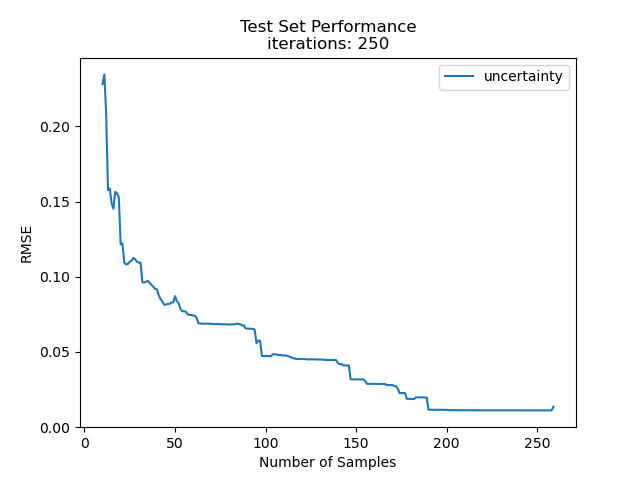 Test Set Performance
iterations: 250
uncertainty
RMSE
0.20
0.15
0.10
0.05
0.00
0 50 100 150 200 250
Number of Samples